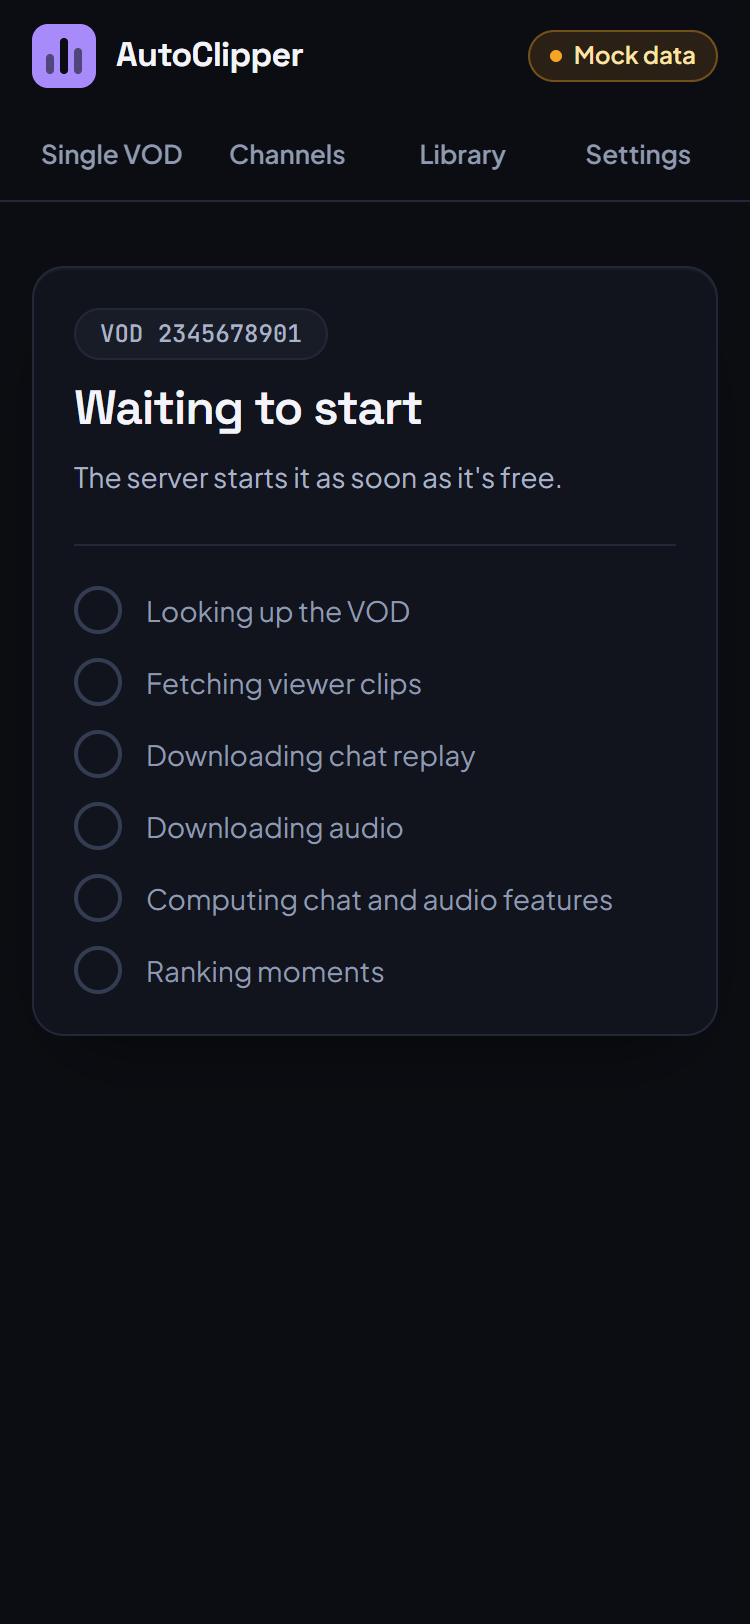 AutoClipper
Mock data
Single VOD
Channels
Library
Settings
VOD 2345678901
Waiting to start
The server starts it as soon as it's free.
Looking up the VOD
Fetching viewer clips
Downloading chat replay
Downloading audio
Computing chat and audio features
Ranking moments